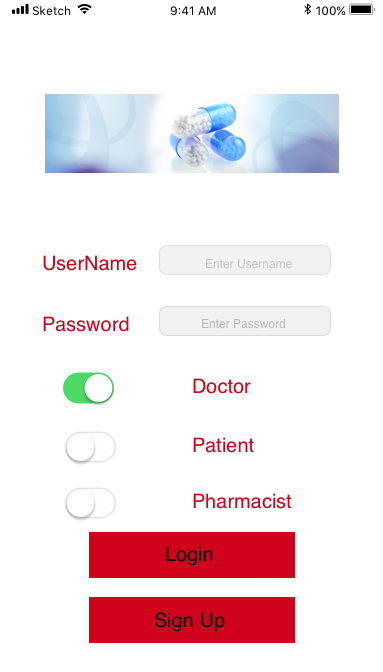 Sketch 9:41 AM 100%
UserName Enter Username
Password Enter Password
Doctor
Patient
Pharmacist
Login
Sign Up